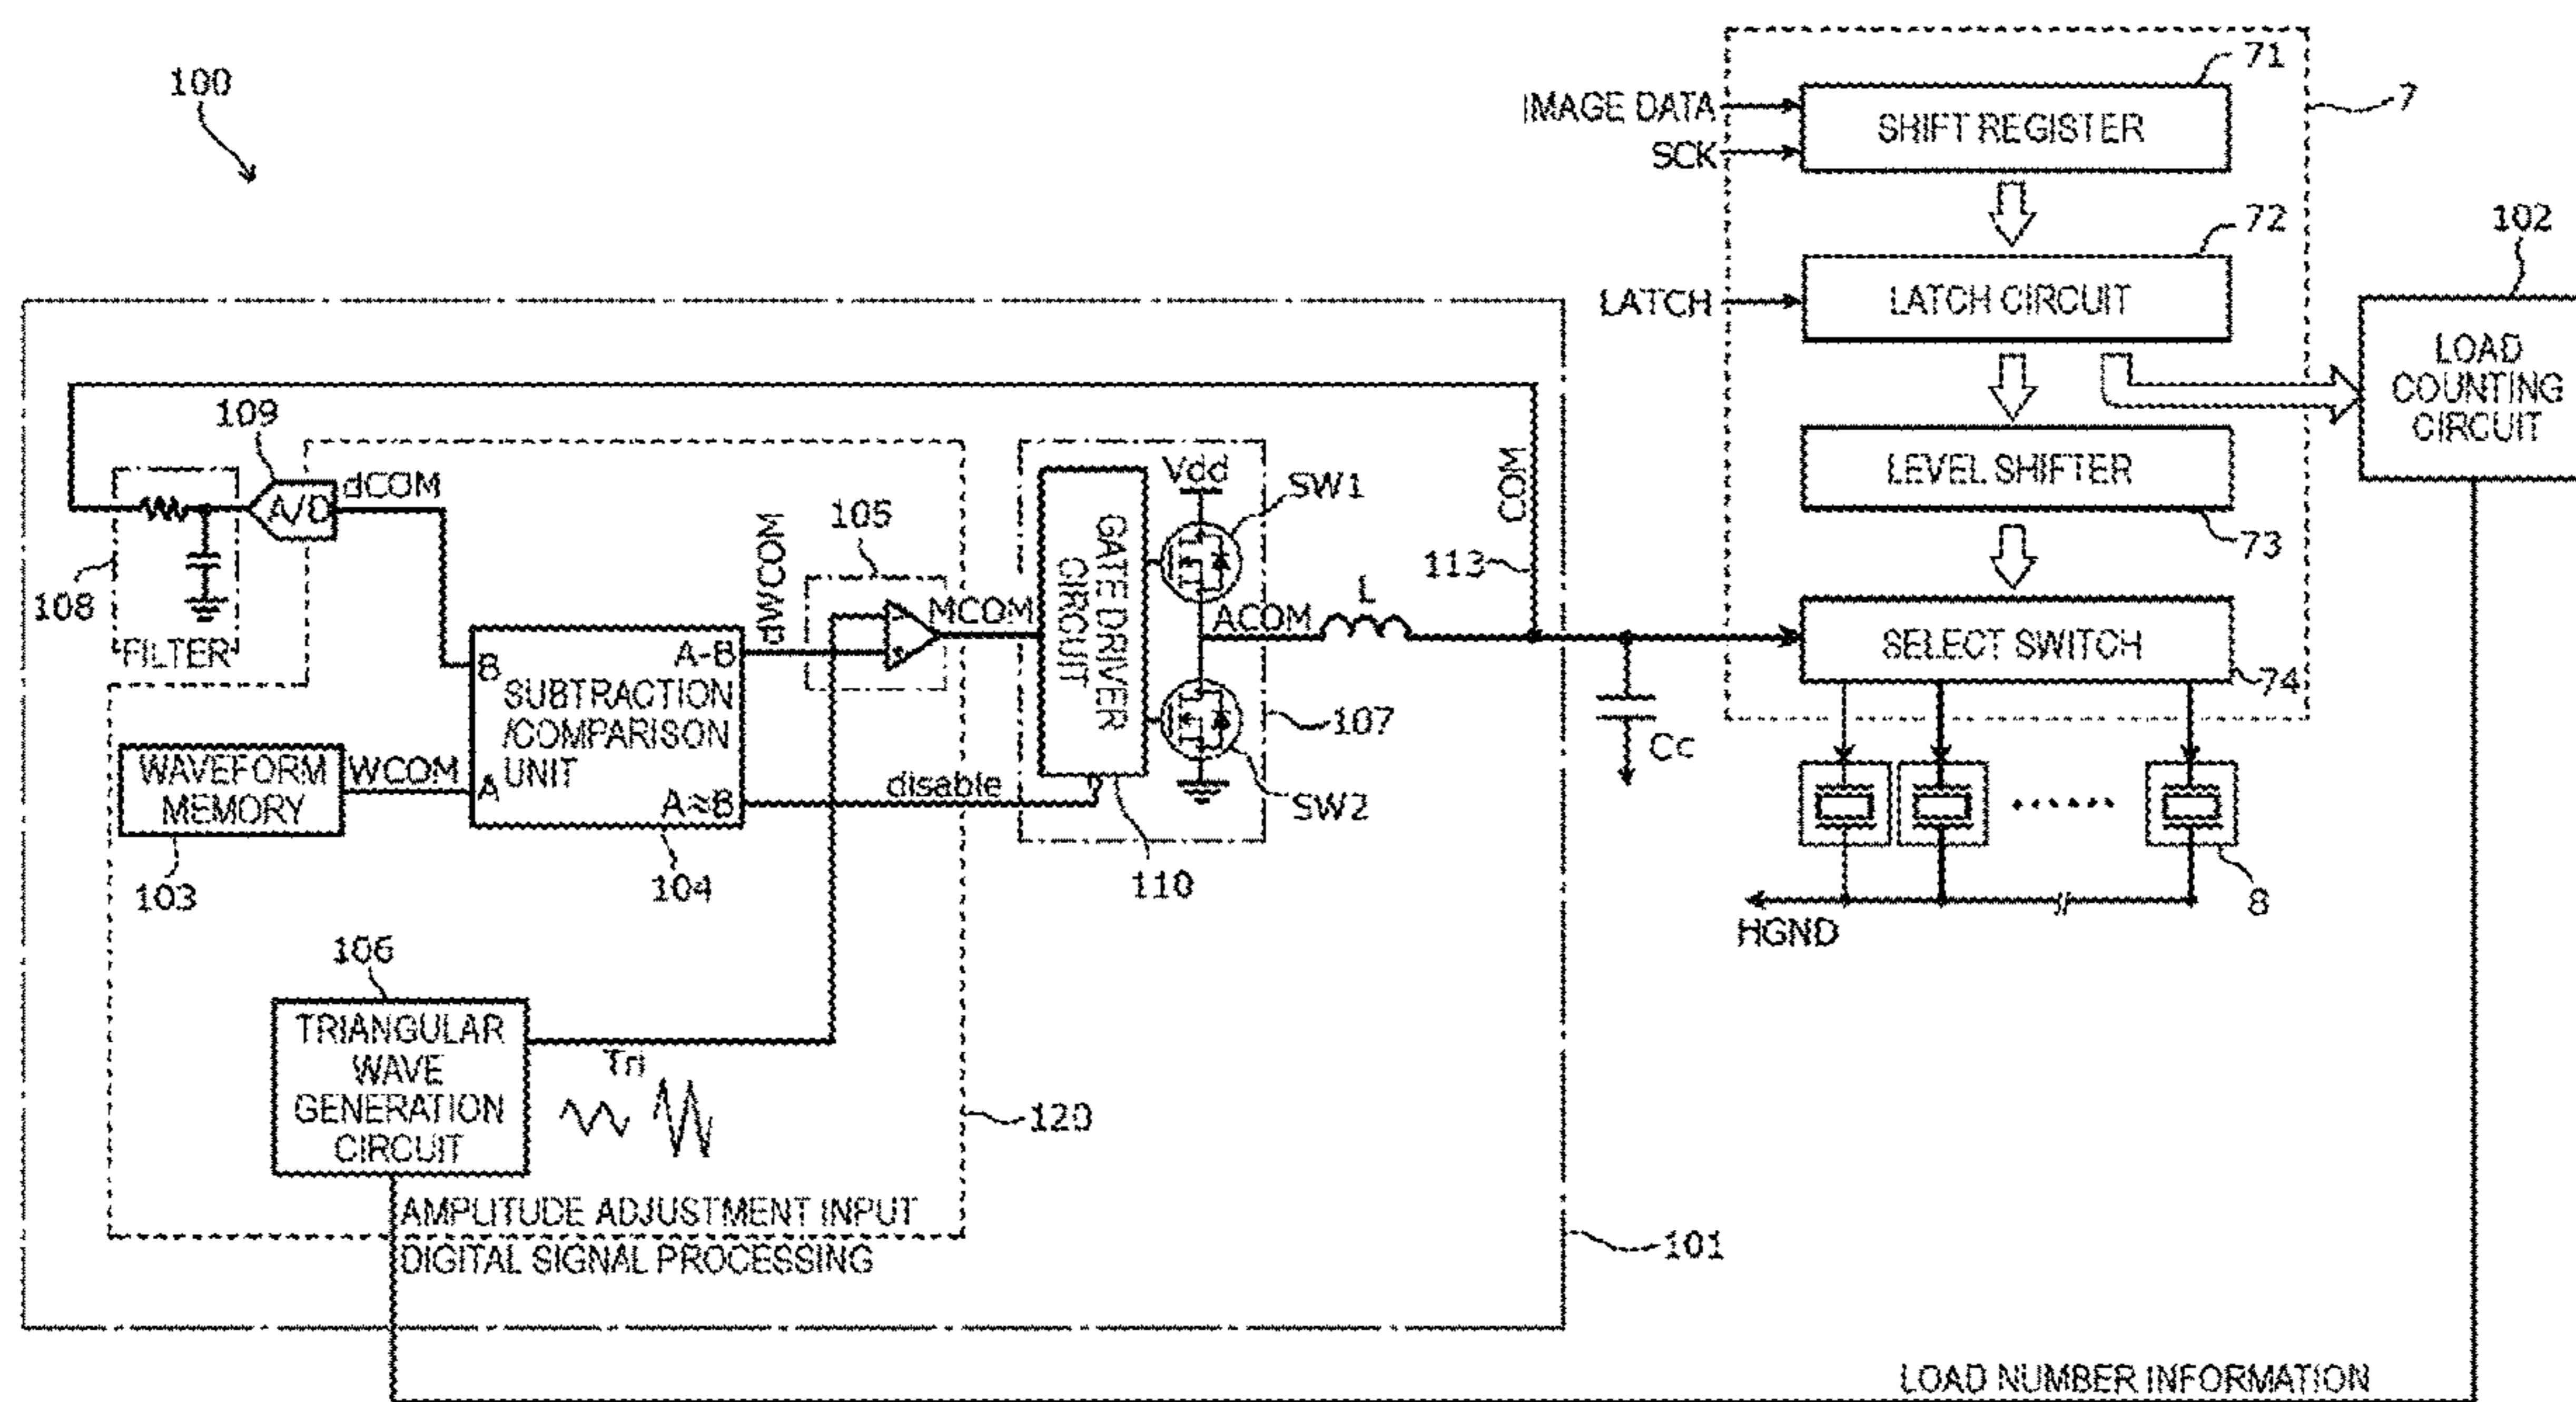 100
IMAGE DATA
SCK
SHIFT REGISTER
71
7
LATCH
LATCH CIRCUIT
72
102
LOAD
COUNTING
CIRCUIT
LEVEL SHIFTER
73
SELECT SWITCH
74
109
A/D
dCOM
108
FILTER
105
dWCOM
MCOM
GATE DRIVER
CIRCUIT
Vdd
SW1
ACOM
L
COM
113
B
A-B
SUBTRACTION
/COMPARISON
UNIT
A
A≈B
WAVEFORM
MEMORY
WCOM
103
104
disable
110
SW2
107
Cc
8
HGND
106
TRIANGULAR
WAVE
GENERATION
CIRCUIT
Tri
120
AMPLITUDE ADJUSTMENT INPUT
DIGITAL SIGNAL PROCESSING
101
LOAD NUMBER INFORMATION